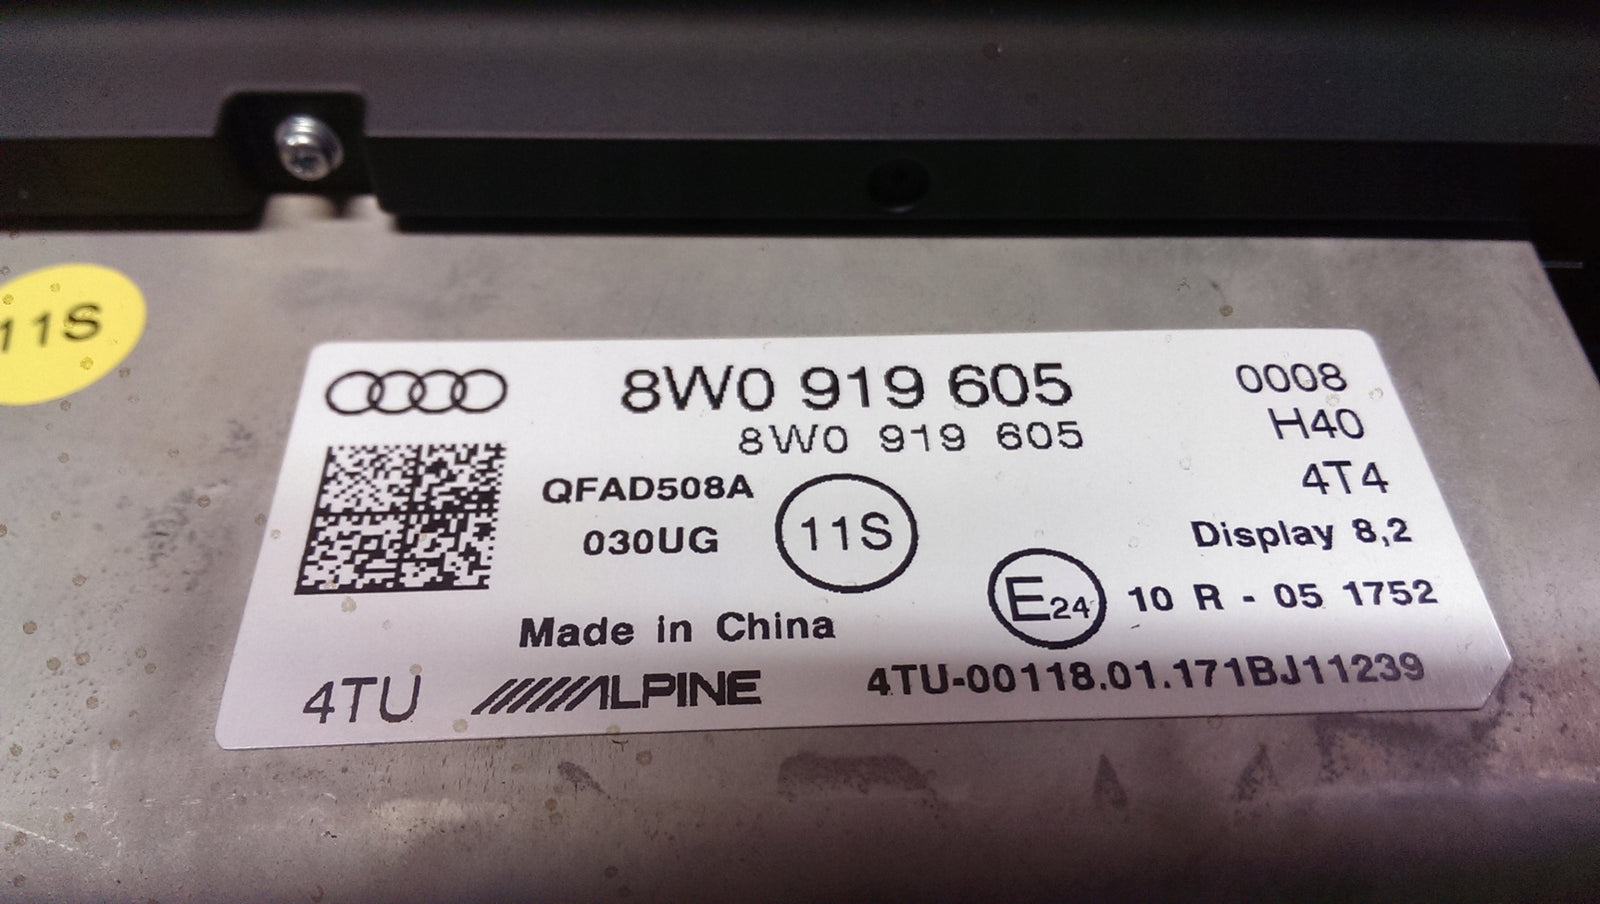 11S
8W0 919 605
0008
8W0 919 605
H40
QFAD508A
4T4
030UG
11S
Display 8,2
E24
10 R - 05 1752
Made in China
4TU
ALPINE
4TU-00118.01.171BJ11239